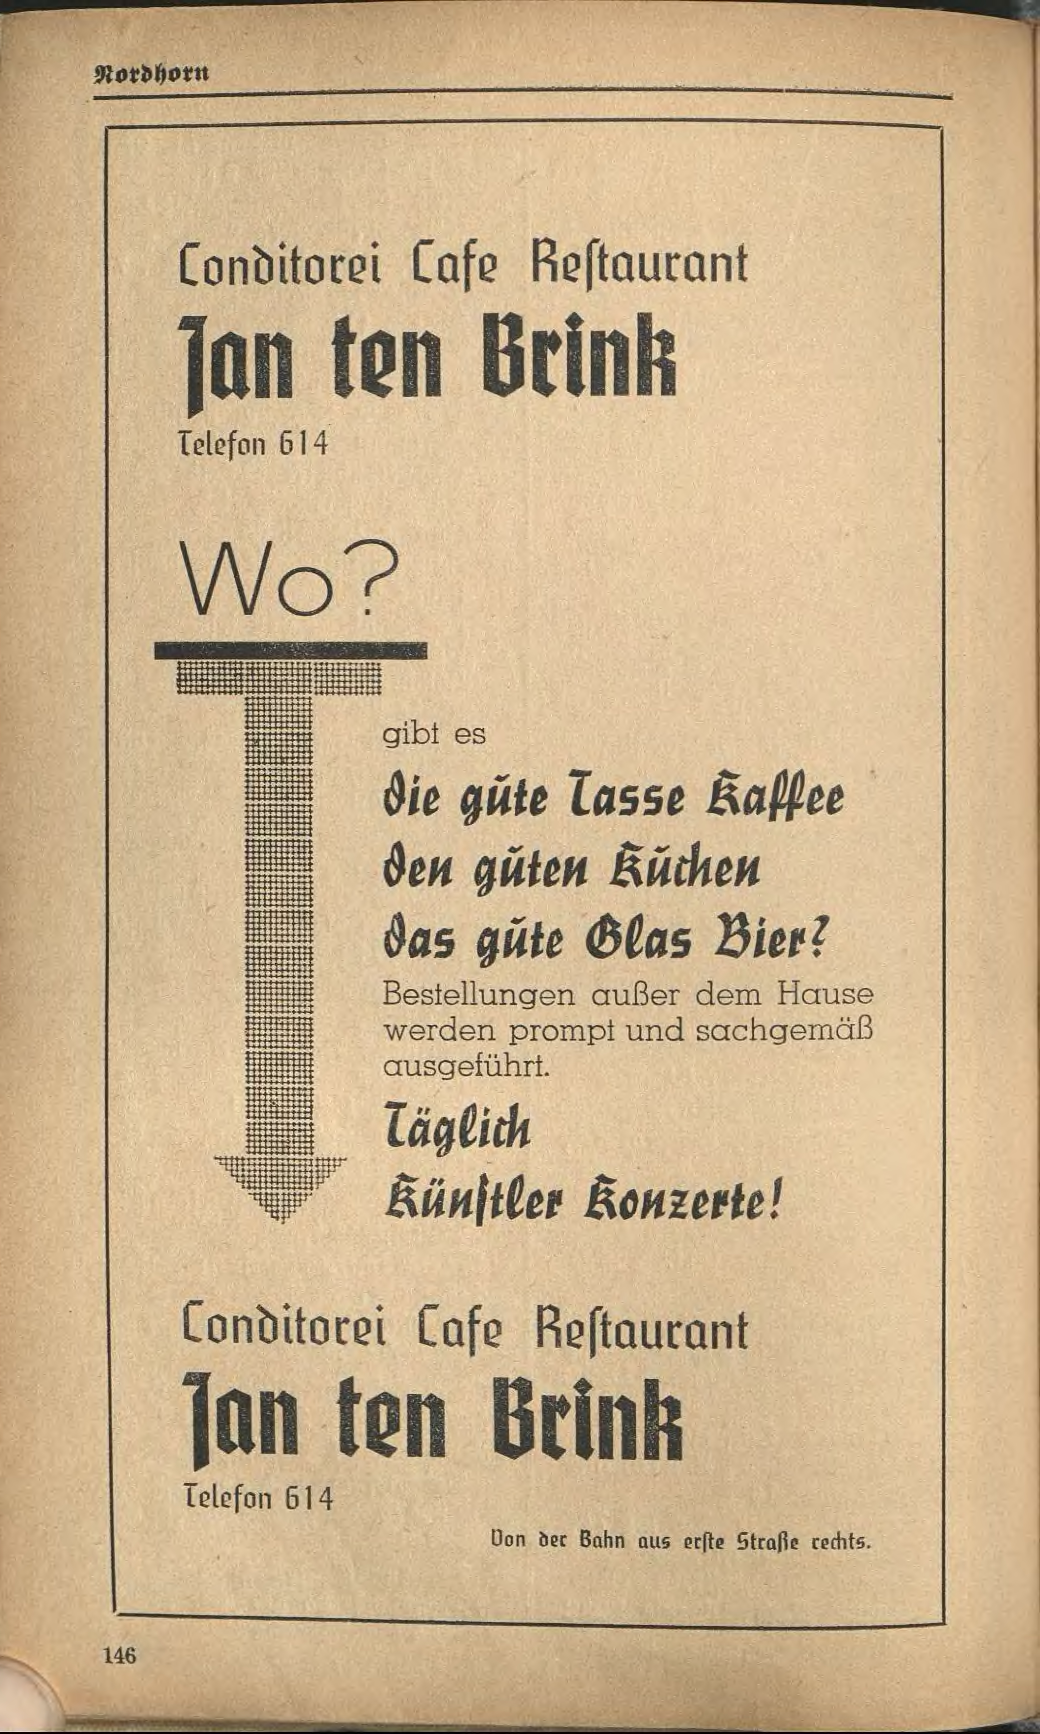 Nordhorn
Conditorei Cafe Reſtaurant
Jan ten Brink
Telefon 614
Wo?
gibt es
die gute Tasse Kaffee
den guten Kuchen
das gute Glas Bier?
Bestellungen außer dem Hause
werden prompt und sachgemäß
ausgeführt.
Täglich
Künſtler Konzerte!
Conditorei Cafe Reſtaurant
Jan ten Brink
Telefon 614
Von der Bahn aus erſte Straße rechts.
146